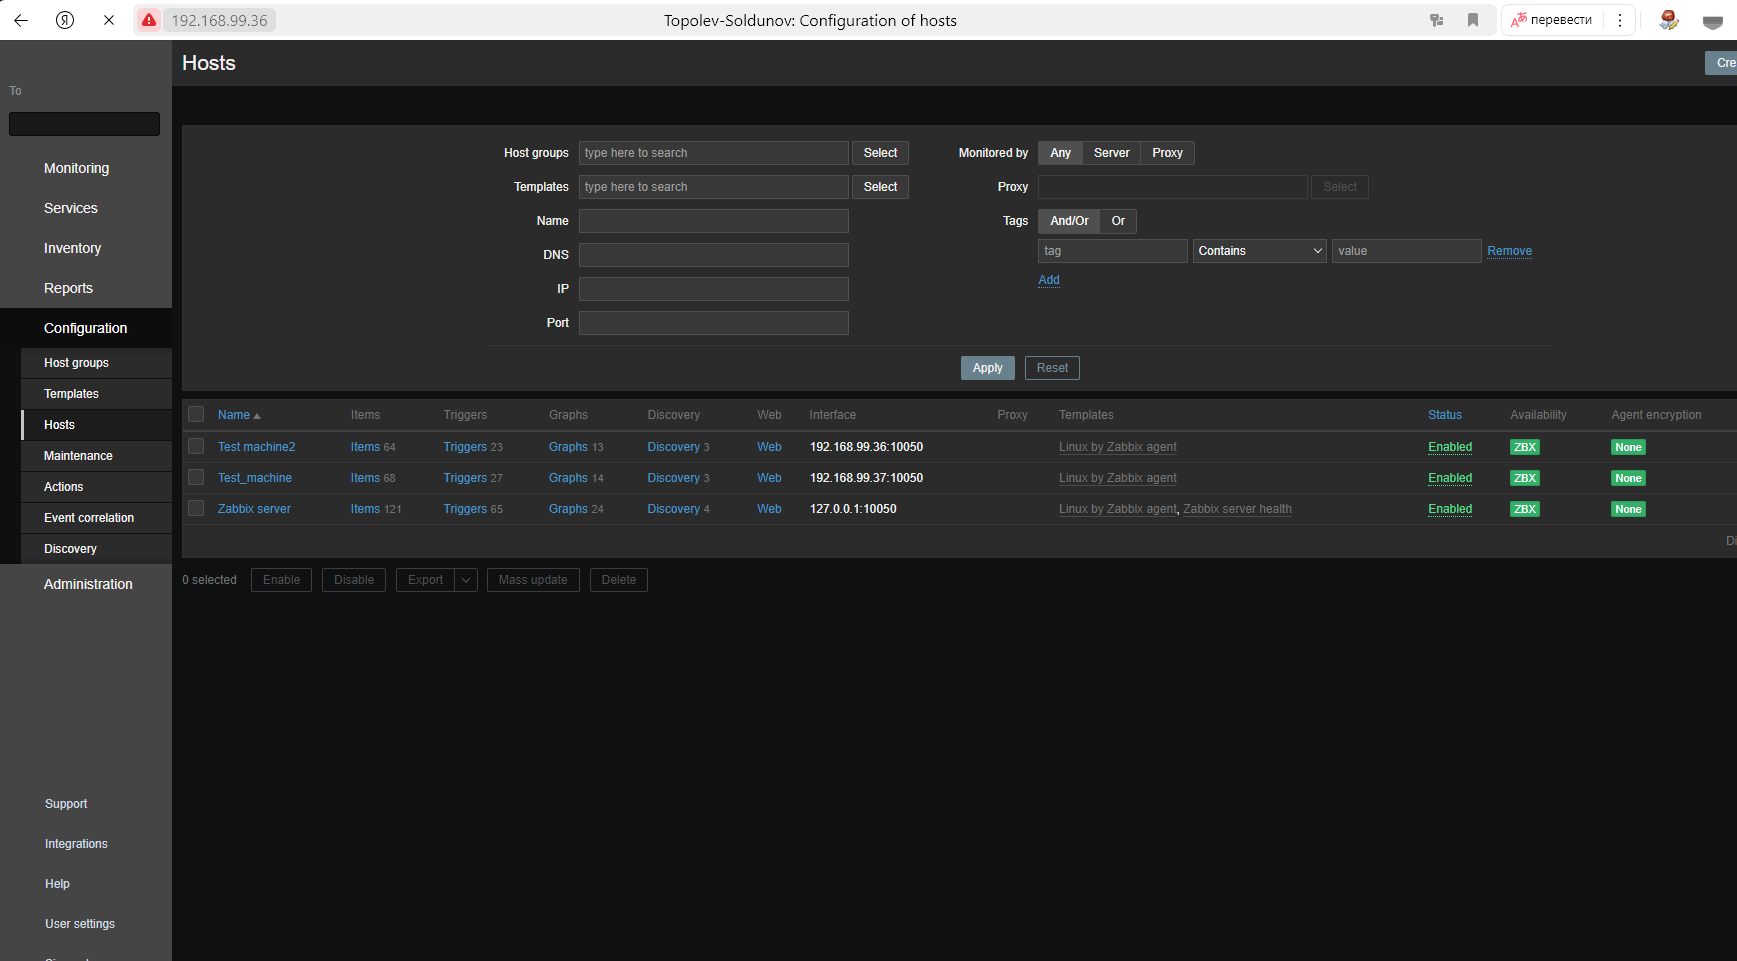 Я
192.168.99.36
Topolev-Soldunov: Configuration of hosts
перевести
To
Monitoring
Services
Inventory
Reports
Configuration
Host groups
Templates
Hosts
Maintenance
Actions
Event correlation
Discovery
Administration
Support
Integrations
Help
User settings
Hosts
Cre
Host groups type here to search Select
Templates type here to search Select
Name
DNS
IP
Port
Monitored by Any Server Proxy
Proxy Select
Tags And/Or Or
tag Contains value Remove
Add
Apply Reset
Name Items Triggers Graphs Discovery Web Interface Proxy Templates Status Availability Agent encryption
Test machine2 Items 64 Triggers 23 Graphs 13 Discovery 3 Web 192.168.99.36:10050 Linux by Zabbix agent Enabled ZBX None
Test_machine Items 68 Triggers 27 Graphs 14 Discovery 3 Web 192.168.99.37:10050 Linux by Zabbix agent Enabled ZBX None
Zabbix server Items 121 Triggers 65 Graphs 24 Discovery 4 Web 127.0.0.1:10050 Linux by Zabbix agent, Zabbix server health Enabled ZBX None
Di
0 selected Enable Disable Export Mass update Delete